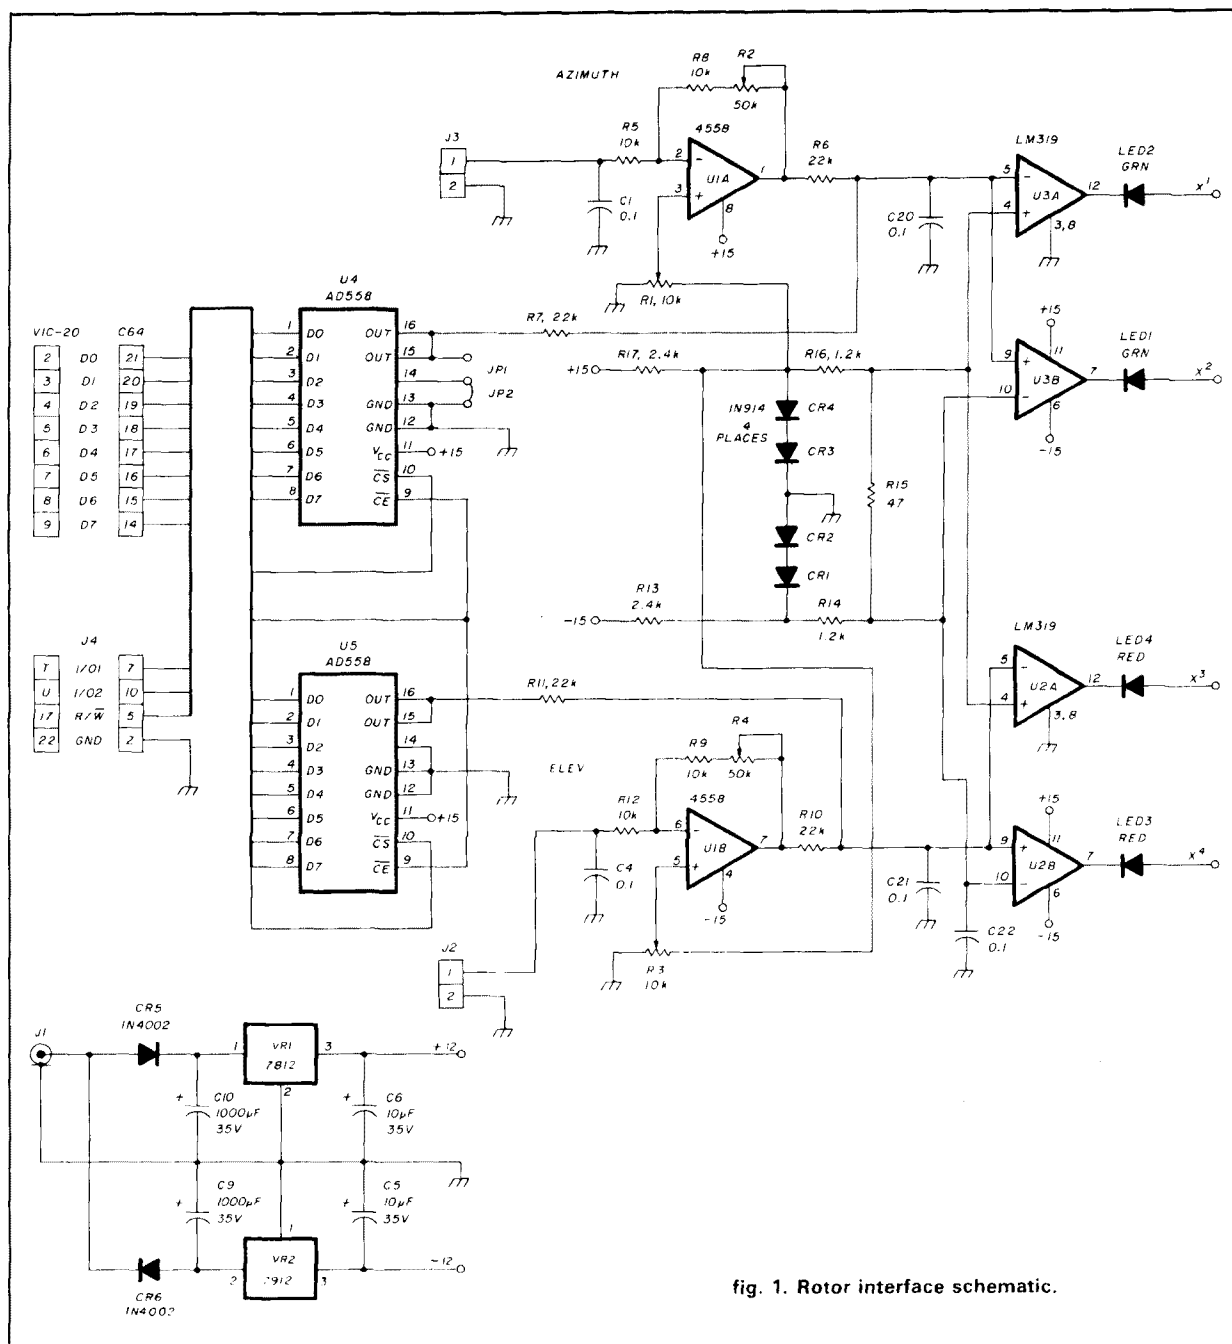 AZIMUTH
R8
10k
R2
50k
J3
1
2
R5
10k
4558
2
-
3
+
U1A
1
8
+15
R6
22k
C1
0.1
R1, 10k
LM319
5
-
4
+
U3A
12
3,8
LED2
GRN
X1
C20
0.1
U4
AD558
1 D0 OUT 16
2 D1 OUT 15
3 D2 14
4 D3 GND 13
5 D4 GND 12
6 D5 VCC 11 +15
7 D6 CS 10
8 D7 CE 9
JP1
JP2
VIC-20 C64
2 D0 21
3 D1 20
4 D2 19
5 D3 18
6 D4 17
7 D5 16
8 D6 15
9 D7 14
R7, 22k
R17, 2.4k
+15
R16, 1.2k
1N914
4
PLACES
CR4
CR3
CR2
CR1
R15
47
R13
2.4k
-15
R14
1.2k
+15
11
9
+
10
-
U3B
7
6
-15
LED1
GRN
X2
J4
T I/O1 7
U I/O2 10
17 R/W 5
22 GND 2
U5
AD558
1 D0 OUT 16
2 D1 OUT 15
3 D2 14
4 D3 GND 13
5 D4 GND 12
6 D5 VCC 11 +15
7 D6 CS 10
8 D7 CE 9
R11, 22k
LM319
5
-
4
+
U2A
12
3,8
LED4
RED
X3
ELEV
R9
10k
R4
50k
R12
10k
4558
6
-
5
+
U1B
7
4
-15
R10
22k
C4
0.1
R3
10k
J2
1
2
C21
0.1
C22
0.1
+15
11
9
+
10
-
U2B
7
6
-15
LED3
RED
X4
J1
CR5
1N4002
1
VR1
7812
3
2
+12
+
C10
1000µF
35V
+
C6
10µF
35V
+
C9
1000µF
35V
+
C5
10µF
35V
1
2
VR2
7912
3
-12
CR6
1N4002
fig. 1. Rotor interface schematic.